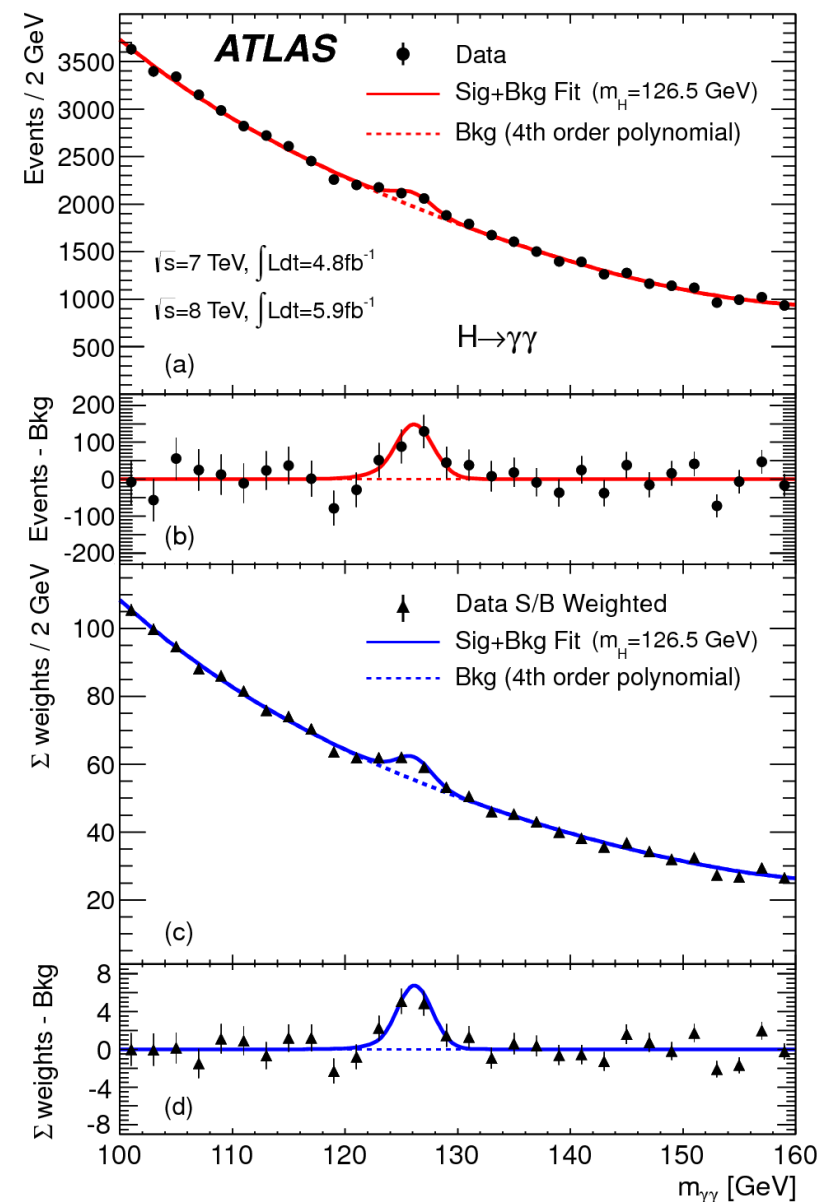 ATLAS
Data
Sig+Bkg Fit (m_H=126.5 GeV)
Bkg (4th order polynomial)
Events / 2 GeV
3500
3000
2500
2000
1500
1000
500
√s=7 TeV, ∫Ldt=4.8fb⁻¹
√s=8 TeV, ∫Ldt=5.9fb⁻¹
H→γγ
(a)
Events - Bkg
200
100
0
-100
-200
(b)
Data S/B Weighted
Sig+Bkg Fit (m_H=126.5 GeV)
Bkg (4th order polynomial)
Σ weights / 2 GeV
100
80
60
40
20
(c)
Σ weights - Bkg
8
4
0
-4
-8
(d)
100 110 120 130 140 150 160
m_γγ [GeV]